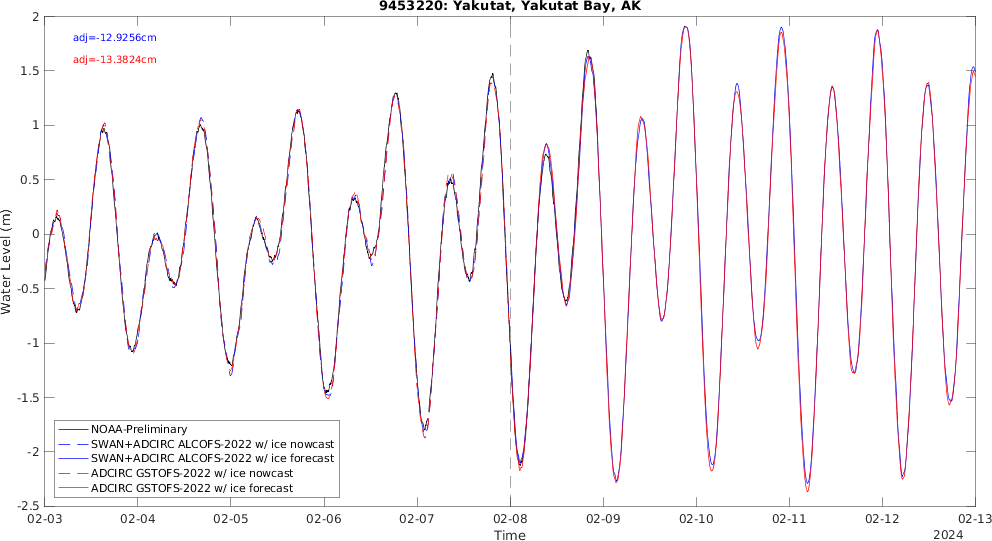 9453220: Yakutat, Yakutat Bay, AK
adj=-12.9256cm
adj=-13.3824cm
Water Level (m)
2
1.5
1
0.5
0
-0.5
-1
-1.5
-2
-2.5
NOAA-Preliminary
SWAN+ADCIRC ALCOFS-2022 w/ ice nowcast
SWAN+ADCIRC ALCOFS-2022 w/ ice forecast
ADCIRC GSTOFS-2022 w/ ice nowcast
ADCIRC GSTOFS-2022 w/ ice forecast
02-03 02-04 02-05 02-06 02-07 02-08 02-09 02-10 02-11 02-12 02-13
Time
2024